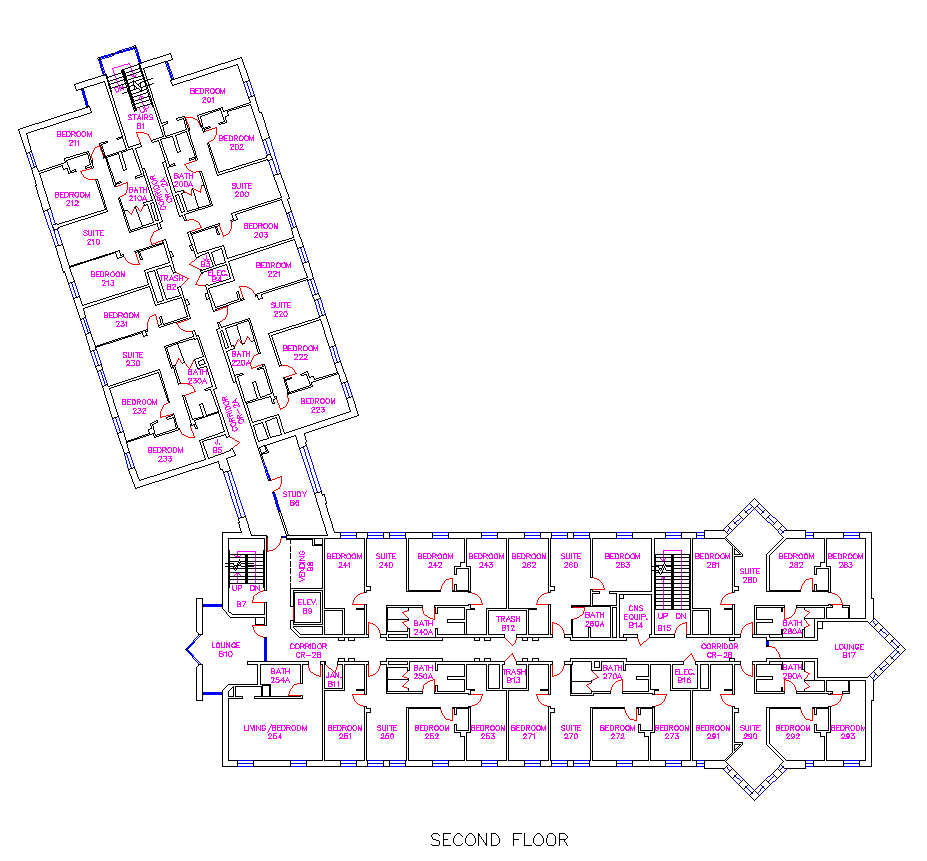 BEDROOM
201
STAIRS
B1
BEDROOM
211
BEDROOM
202
BATH
200A
BATH
210A
CORRIDOR
CR-2A
SUITE
200
BEDROOM
212
BEDROON
203
SUITE
210
B3
ELEC.
B4
BEDROOM
221
TRASH
B2
BEDROON
213
SUITE
220
BEDROOM
231
BEDROOM
222
BATH
220A
SUITE
230
BATH
230A
BEDROOM
223
BEDROOM
232
CORRIDOR
CR-2A
BEDROOM
233
B5
STUDY
B6
UP DN
B7
VENDING
B8
ELEV.
B9
BEDROOM
241
SUITE
240
BEDROOM
242
BEDROOM
243
BEDROOM
262
SUITE
260
BEDROOM
263
BEDROOM
281
SUITE
280
BEDROOM
282
BEDROOM
283
BATH
240A
TRASH
B12
BATH
260A
CNS
EQUIP.
B14
UP DN
B15
BATH
280A
LOUNGE
B10
CORRIDOR
CR-2B
CORRIDOR
CR-2B
LOUNGE
B17
BATH
254A
JAN.
B11
BATH
250A
TRASH
B13
BATH
270A
ELEC.
B16
BATH
290A
LIVING/BEDROOM
254
BEDROOM
251
SUITE
250
BEDROOM
252
BEDROOM
253
BEDROOM
271
SUITE
270
BEDROOM
272
BEDROOM
273
BEDROOM
291
SUITE
290
BEDROOM
292
BEDROOM
293
SECOND FLOOR